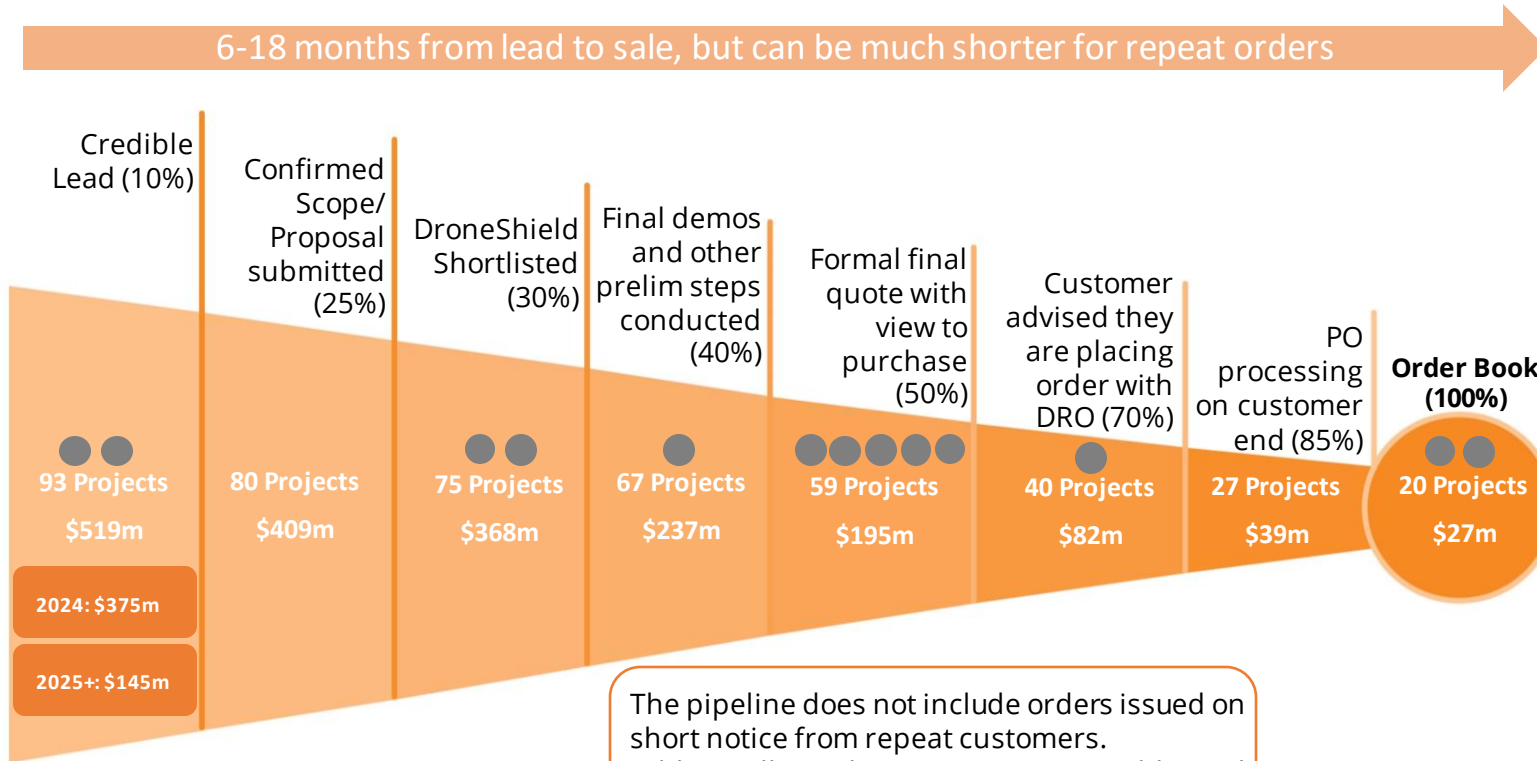 6-18 months from lead to sale, but can be much shorter for repeat orders
Credible
Lead (10%)
Confirmed
Scope/
Proposal
submitted
(25%)
DroneShield
Shortlisted
(30%)
Final demos
and other
prelim steps
conducted
(40%)
Formal final
quote with
view to
purchase
(50%)
Customer
advised they
are placing
order with
DRO (70%)
PO
processing
on customer
end (85%)
Order Book
(100%)
93 Projects
$519m
80 Projects
$409m
75 Projects
$368m
67 Projects
$237m
59 Projects
$195m
40 Projects
$82m
27 Projects
$39m
20 Projects
$27m
2024: $375m
2025+: $145m
The pipeline does not include orders issued on
short notice from repeat customers.